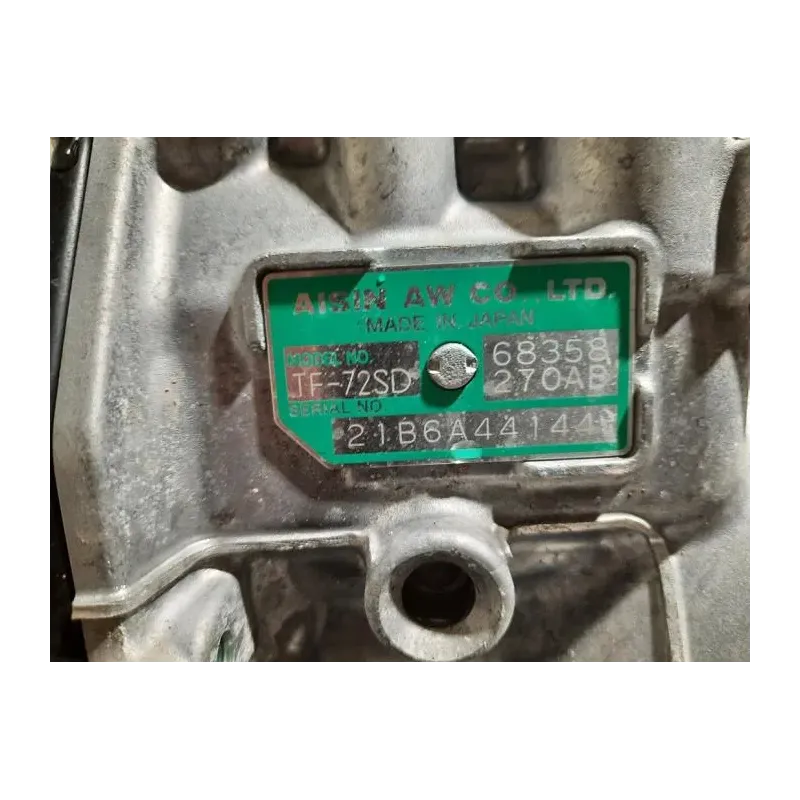 AISIN AW CO., LTD.
MADE IN JAPAN
MODEL NO.
TF-72SD
68358
270AB
SERIAL NO.
21B6A44144